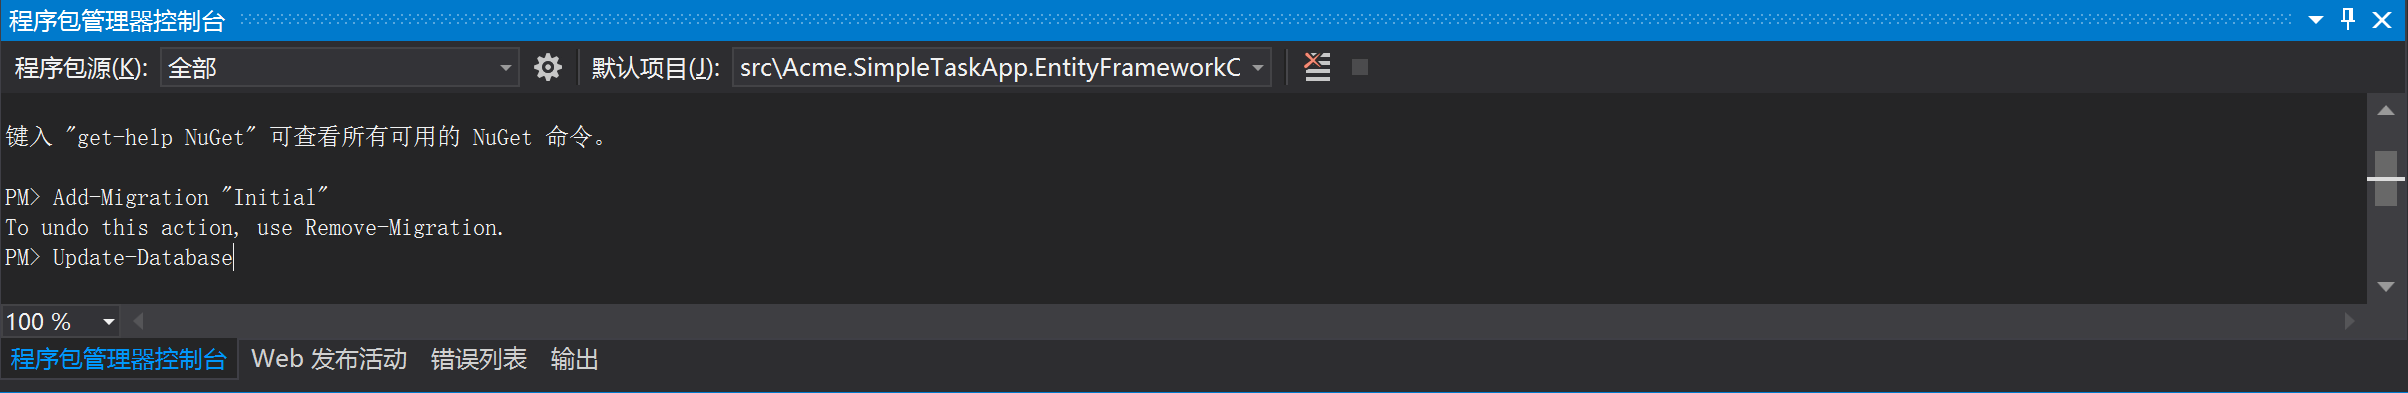 程序包管理器控制台
程序包源(K): 全部 默认项目(J): src\Acme.SimpleTaskApp.EntityFrameworkC
键入 "get-help NuGet" 可查看所有可用的 NuGet 命令。
PM> Add-Migration "Initial"
To undo this action, use Remove-Migration.
PM> Update-Database
100 %
程序包管理器控制台 Web 发布活动 错误列表 输出